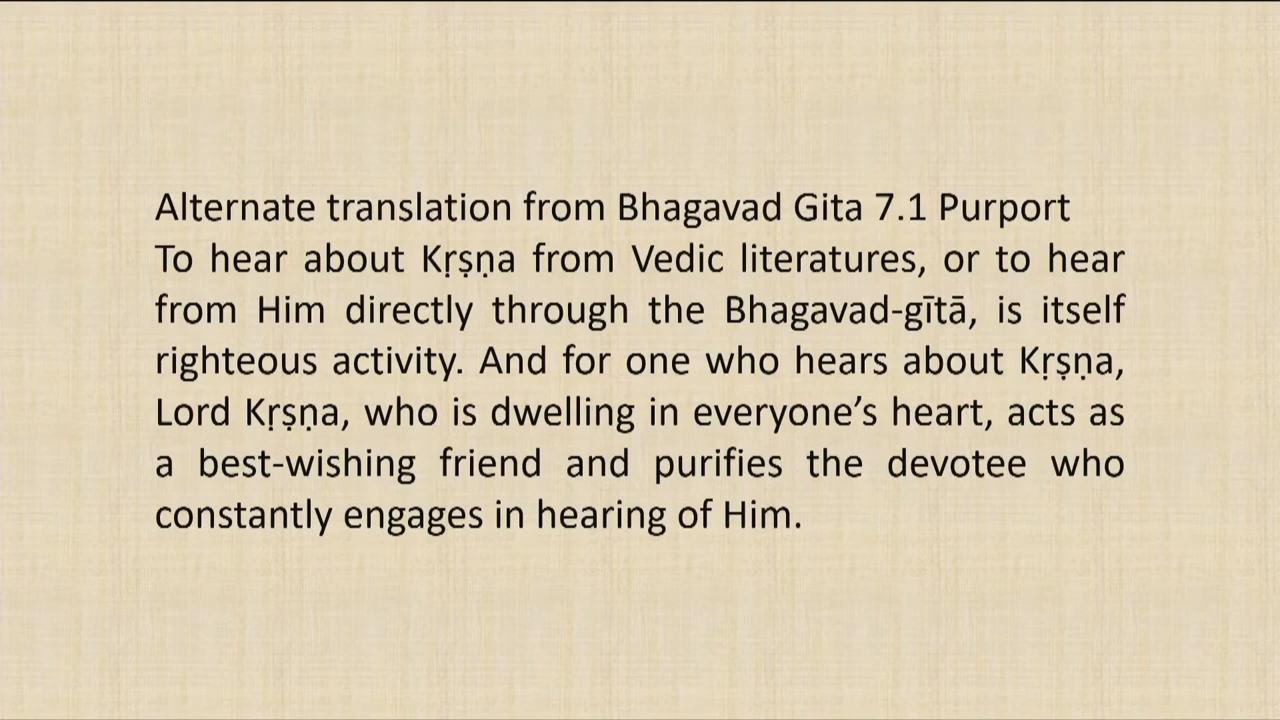 Alternate translation from Bhagavad Gita 7.1 Purport
To hear about Kṛṣṇa from Vedic literatures, or to hear
from Him directly through the Bhagavad-gītā, is itself
righteous activity. And for one who hears about Kṛṣṇa,
Lord Kṛṣṇa, who is dwelling in everyone’s heart, acts as
a best-wishing friend and purifies the devotee who
constantly engages in hearing of Him.